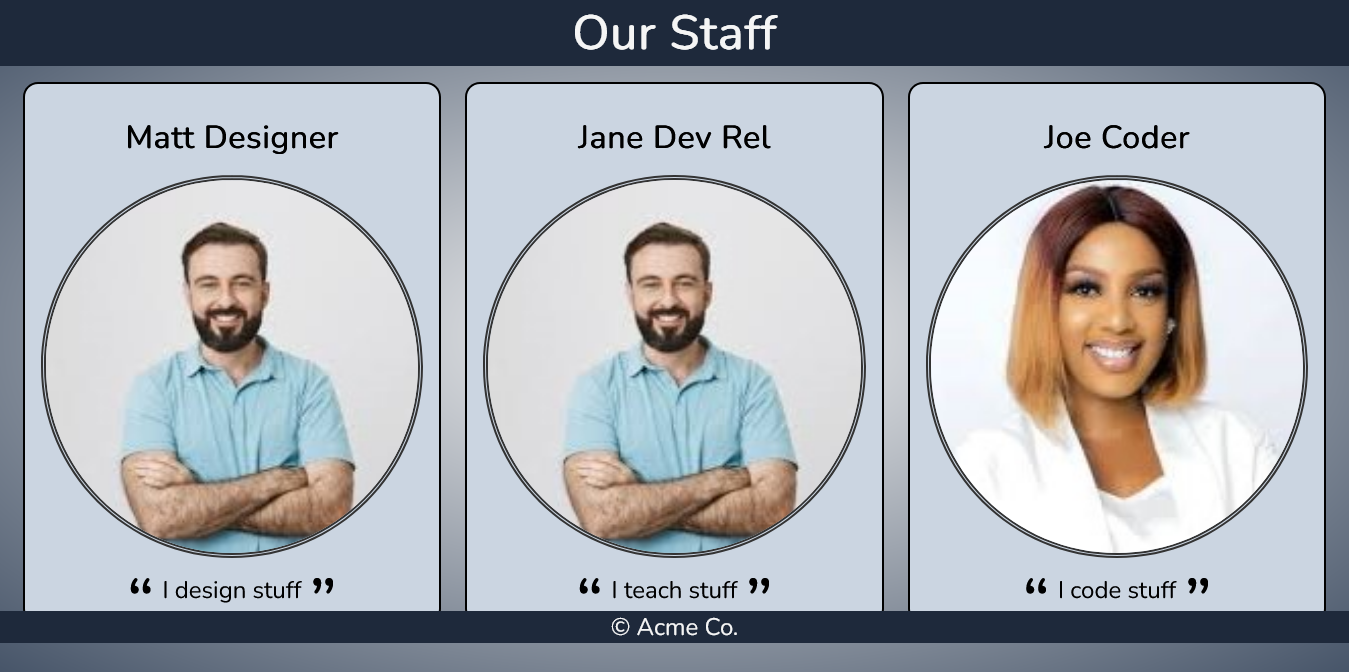 Our Staff
Matt Designer
Jane Dev Rel
Joe Coder
“ I design stuff ”
“ I teach stuff ”
“ I code stuff ”
© Acme Co.